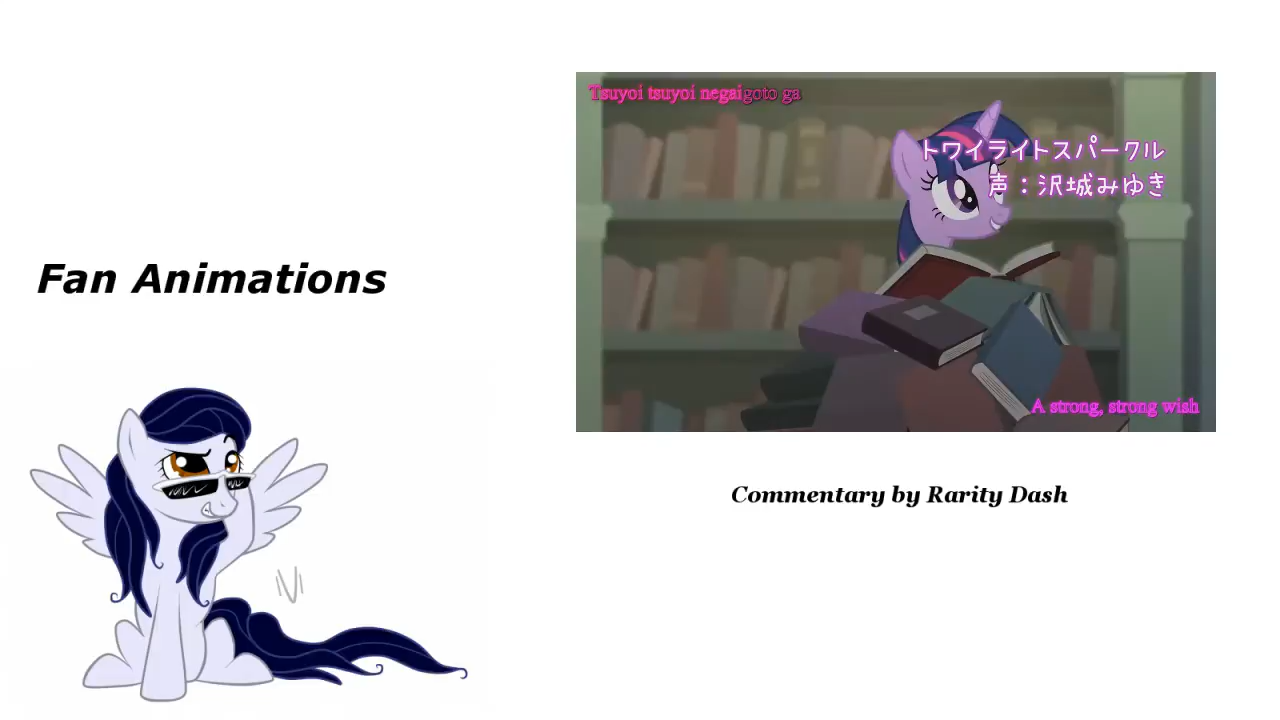 Tsuyoi tsuyoi negaigoto ga
トワイライトスパークル
声：沢城みゆき
A strong, strong wish
Fan Animations
Commentary by Rarity Dash